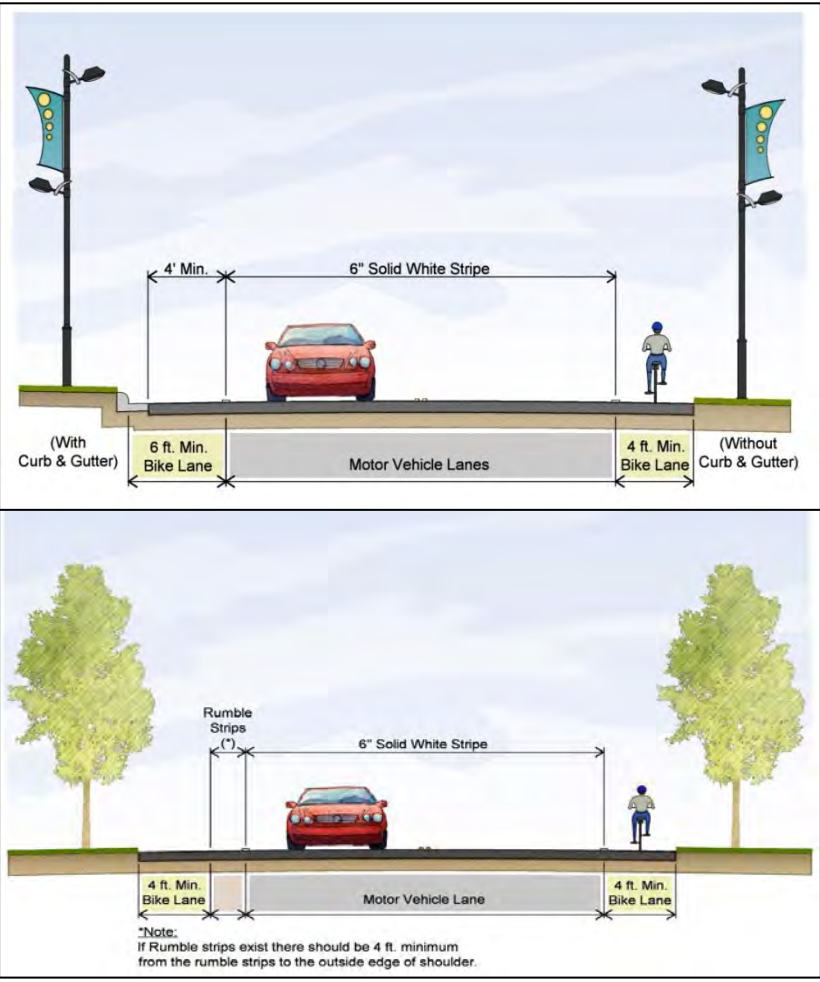 4' Min.
6" Solid White Stripe
(With
Curb & Gutter)
6 ft. Min.
Bike Lane
Motor Vehicle Lanes
4 ft. Min.
Bike Lane
(Without
Curb & Gutter)
Rumble
Strips
(*)
6" Solid White Stripe
4 ft. Min.
Bike Lane
Motor Vehicle Lane
4 ft. Min.
Bike Lane
*Note:
If Rumble strips exist there should be 4 ft. minimum
from the rumble strips to the outside edge of shoulder.